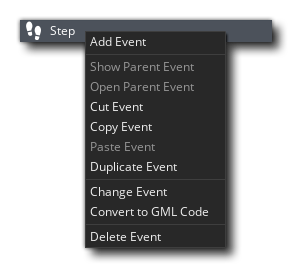 Step
Add Event
Show Parent Event
Open Parent Event
Cut Event
Copy Event
Paste Event
Duplicate Event
Change Event
Convert to GML Code
Delete Event